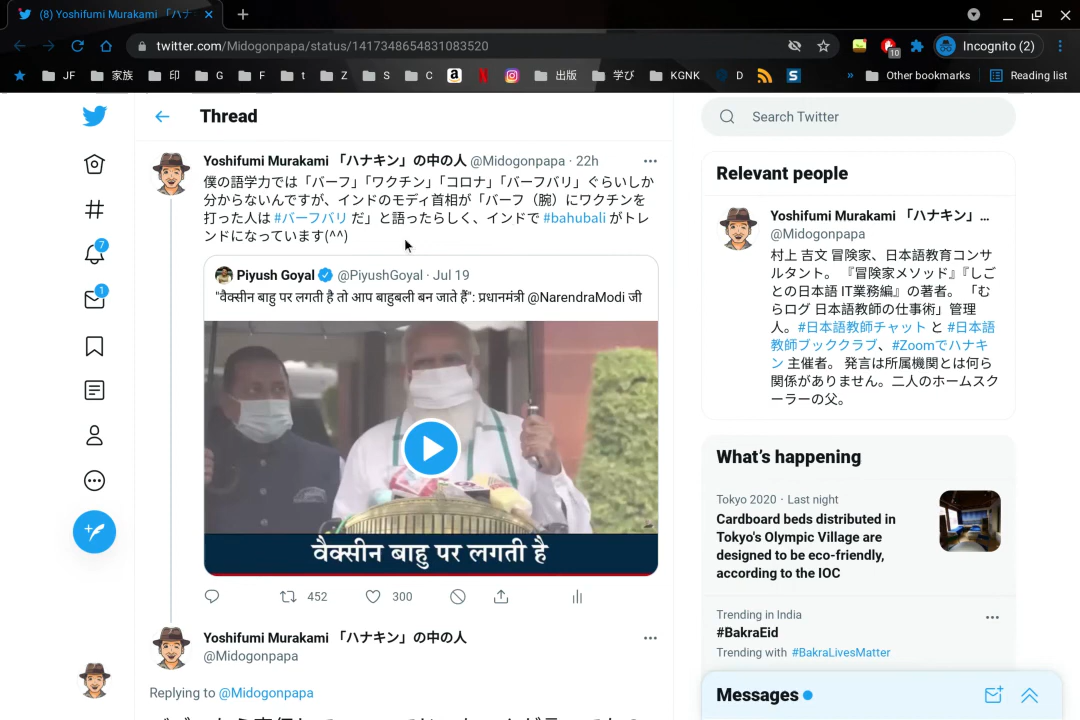 (8) Yoshifumi Murakami 「ハナキ
twitter.com/Midogonpapa/status/1417348654831083520
10
Incognito (2)
JF
家族
印
G
F
t
Z
S
C
a
出版
学び
KGNK
D
S
»
Other bookmarks
Reading list
Thread
Search Twitter
7
1
Yoshifumi Murakami 「ハナキン」の中の人 @Midogonpapa · 22h
僕の語学力では「バーフ」「ワクチン」「コロナ」「バーフバリ」ぐらいしか
分からないんですが、インドのモディ首相が「バーフ（腕）にワクチンを
打った人は #バーフバリ だ」と語ったらしく、インドで #bahubali がトレ
ンドになっています(^^)
Piyush Goyal @PiyushGoyal · Jul 19
"वैक्सीन बाहु पर लगती है तो आप बाहुबली बन जाते हैं": प्रधानमंत्री @NarendraModi जी
वैक्सीन बाहु पर लगती है
452
300
Yoshifumi Murakami 「ハナキン」の中の人
@Midogonpapa
Replying to @Midogonpapa
Relevant people
Yoshifumi Murakami 「ハナキン」...
@Midogonpapa
村上 吉文 冒険家、日本語教育コンサ
ルタント。 『冒険家メソッド』『しご
との日本語 IT業務編』の著者。 「む
らログ 日本語教師の仕事術」管理
人。#日本語教師チャット と #日本語
教師ブッククラブ、#Zoomでハナキ
ン 主催者。 発言は所属機関とは何ら
関係がありません。二人のホームスク
ーラーの父。
What's happening
Tokyo 2020 · Last night
Cardboard beds distributed in
Tokyo's Olympic Village are
designed to be eco-friendly,
according to the IOC
Trending in India
#BakraEid
Trending with #BakraLivesMatter
Messages